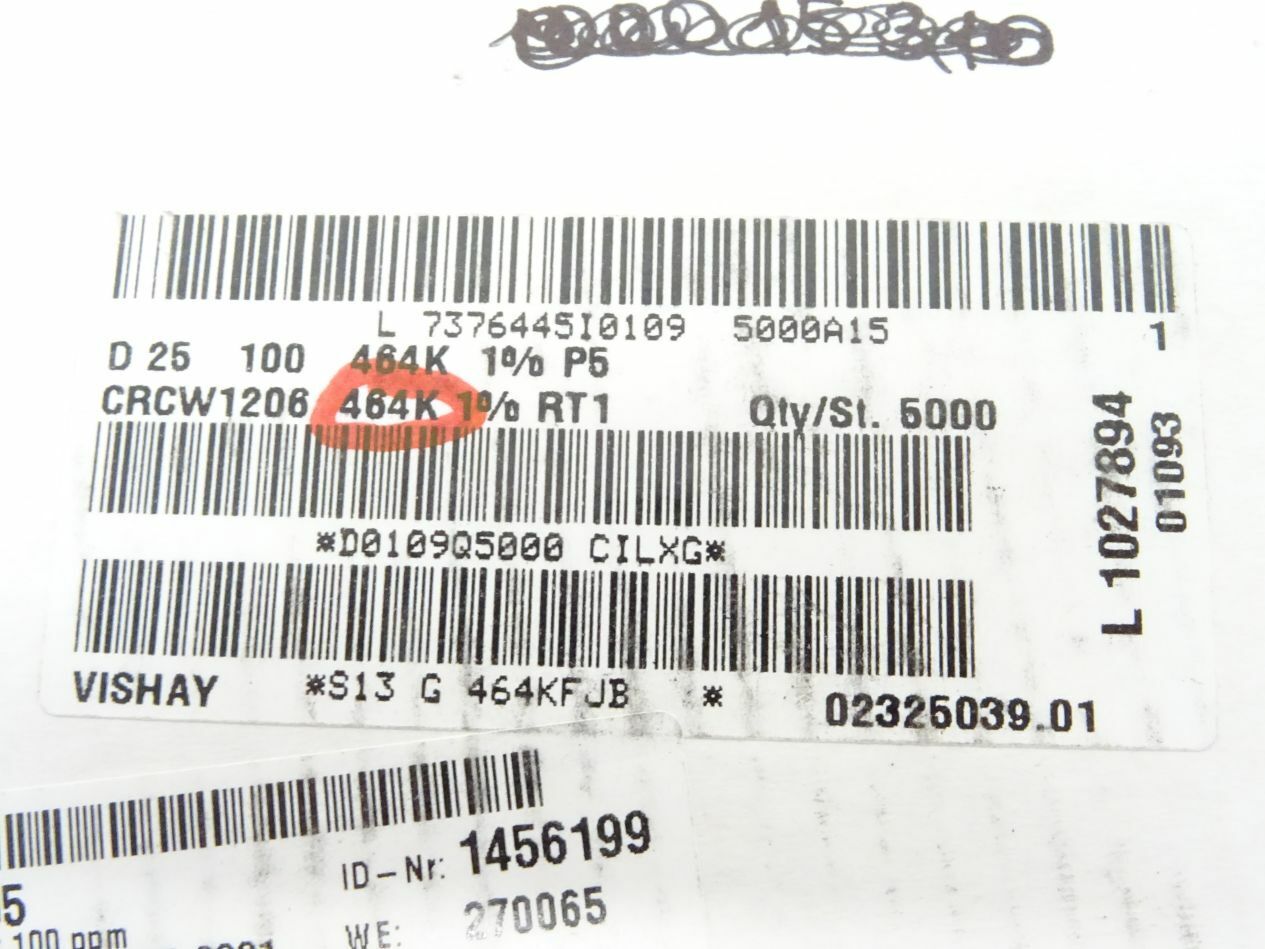 L 7376445I0109 5000A15 1
D 25 100 464K 1% P5
CRCW1206 464K 1% RT1 Qty/St. 5000
*D0109Q5000 CILXG*
VISHAY *S13 G 464KFJB * 02325039.01
L 1027894
01093
ID-Nr: 1456199
WE: 270065
100 ppm